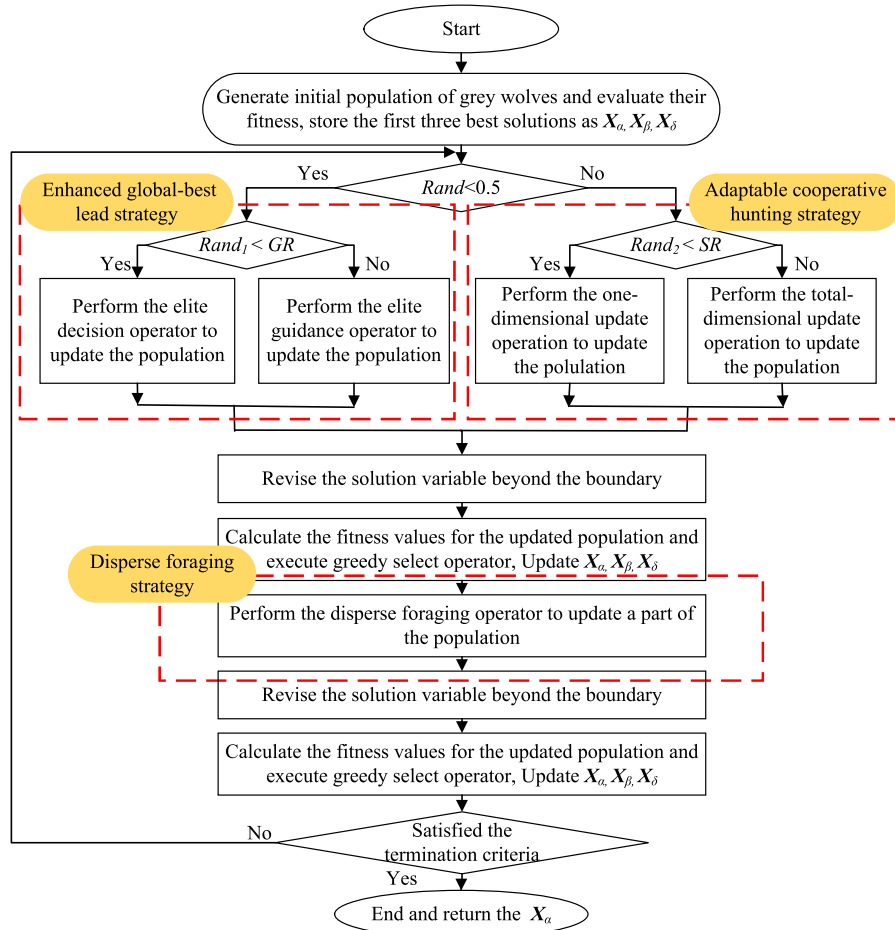 Start
Generate initial population of grey wolves and evaluate their
fitness, store the first three best solutions as Xα, Xβ, Xδ
Yes
Rand<0.5
No
Enhanced global-best
lead strategy
Adaptable cooperative
hunting strategy
Rand1 < GR
Yes
No
Rand2 < SR
Yes
No
Perform the elite
decision operator to
update the population
Perform the elite
guidance operator to
update the population
Perform the one-
dimensional update
operation to update
the polulation
Perform the total-
dimensional update
operation to update
the population
Revise the solution variable beyond the boundary
Calculate the fitness values for the updated population and
execute greedy select operator, Update Xα, Xβ, Xδ
Disperse foraging
strategy
Perform the disperse foraging operator to update a part of
the population
Revise the solution variable beyond the boundary
Calculate the fitness values for the updated population and
execute greedy select operator, Update Xα, Xβ, Xδ
No
Satisfied the
termination criteria
Yes
End and return the Xα